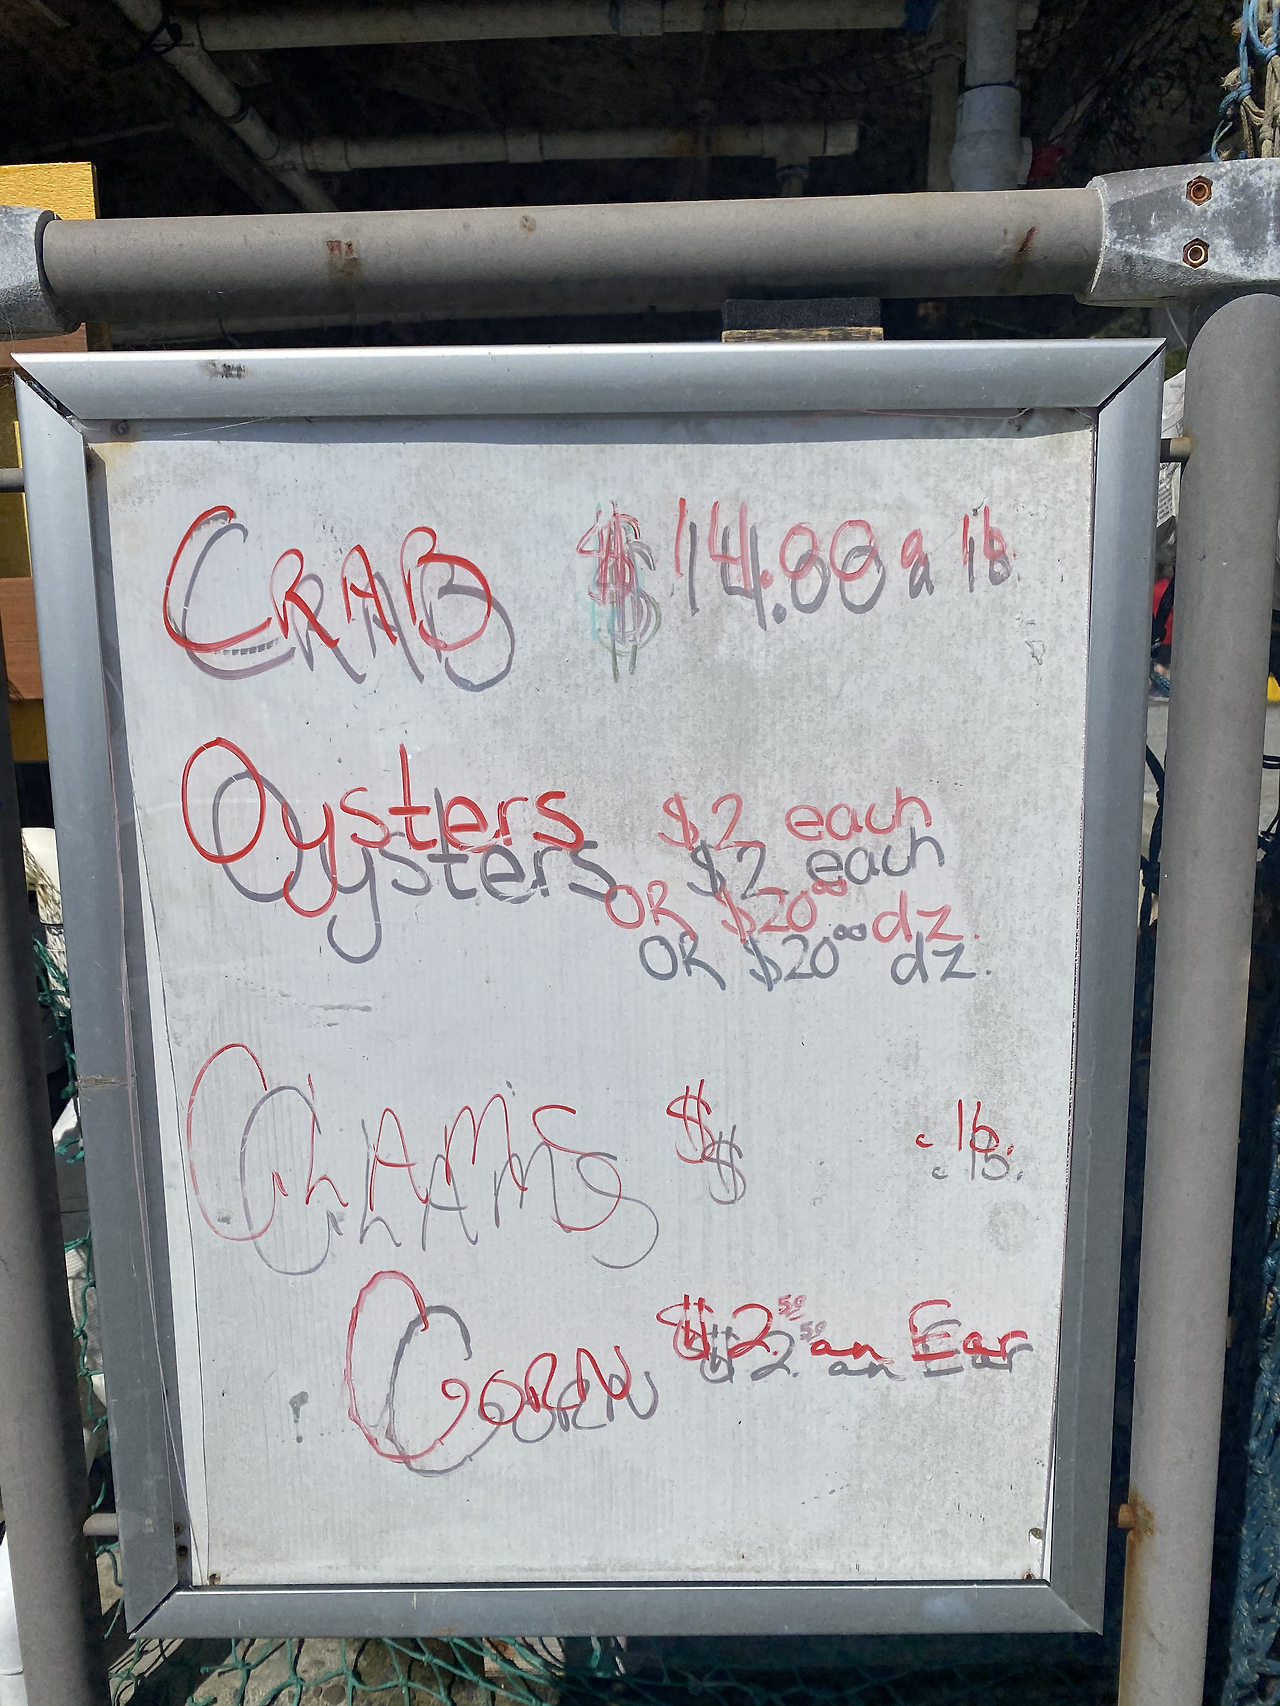 CRAB $14.00 a lb
Oysters $2 each
OR $20.00 dz.
CLAMS $ lb.
CORN $2.50 an Ear